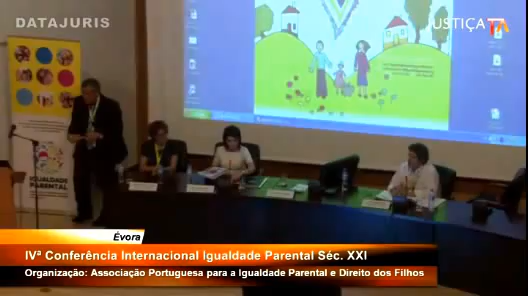 DATAJURIS
JUSTIÇA TV
IGUALDADE
PARENTAL
Évora
IVª Conferência Internacional Igualdade Parental Séc. XXI
Organização: Associação Portuguesa para a Igualdade Parental e Direito dos Filhos